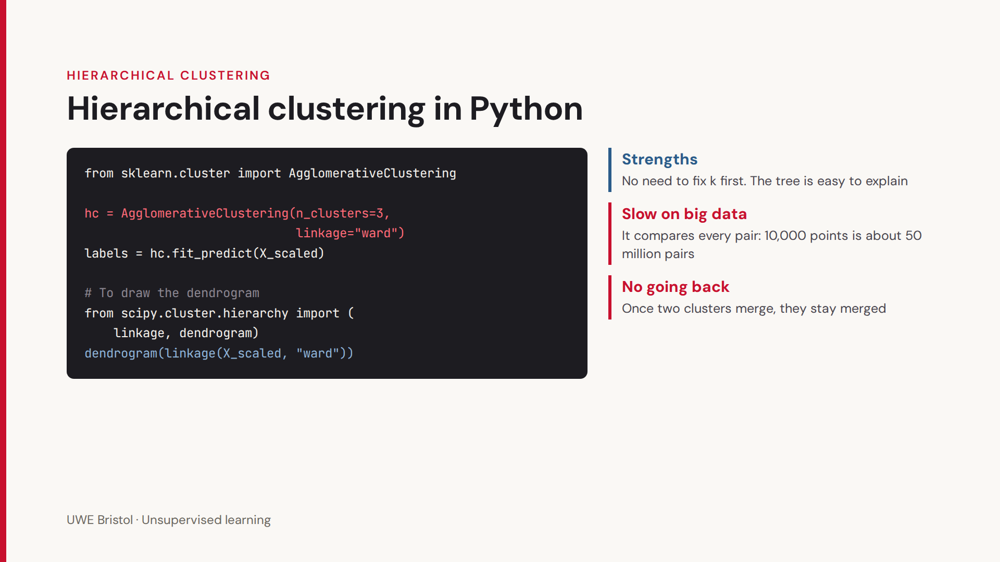 HIERARCHICAL CLUSTERING
Hierarchical clustering in Python
from sklearn.cluster import AgglomerativeClustering
hc = AgglomerativeClustering(n_clusters=3,
                             linkage="ward")
labels = hc.fit_predict(X_scaled)
# To draw the dendrogram
from scipy.cluster.hierarchy import (
    linkage, dendrogram)
dendrogram(linkage(X_scaled, "ward"))
Strengths
No need to fix k first. The tree is easy to explain
Slow on big data
It compares every pair: 10,000 points is about 50
million pairs
No going back
Once two clusters merge, they stay merged
UWE Bristol · Unsupervised learning